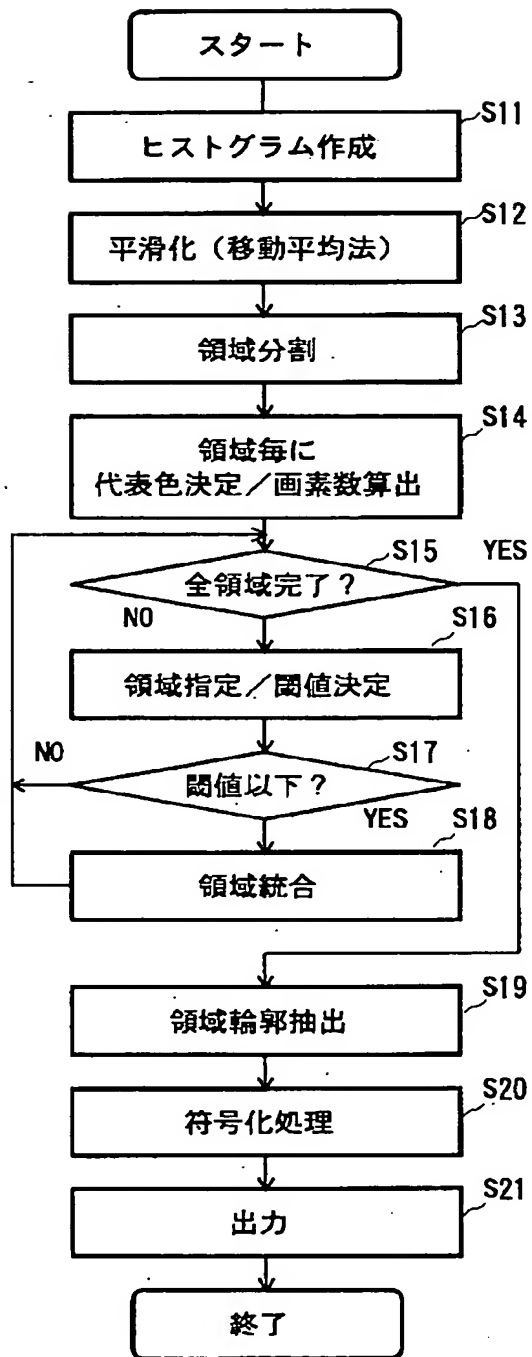 スタート
S11
ヒストグラム作成
S12
平滑化（移動平均法）
S13
領域分割
S14
領域毎に
代表色決定／画素数算出
S15
YES
全領域完了？
NO
S16
領域指定／閾値決定
NO
S17
閾値以下？
YES
S18
領域統合
S19
領域輪郭抽出
S20
符号化処理
S21
出力
終了